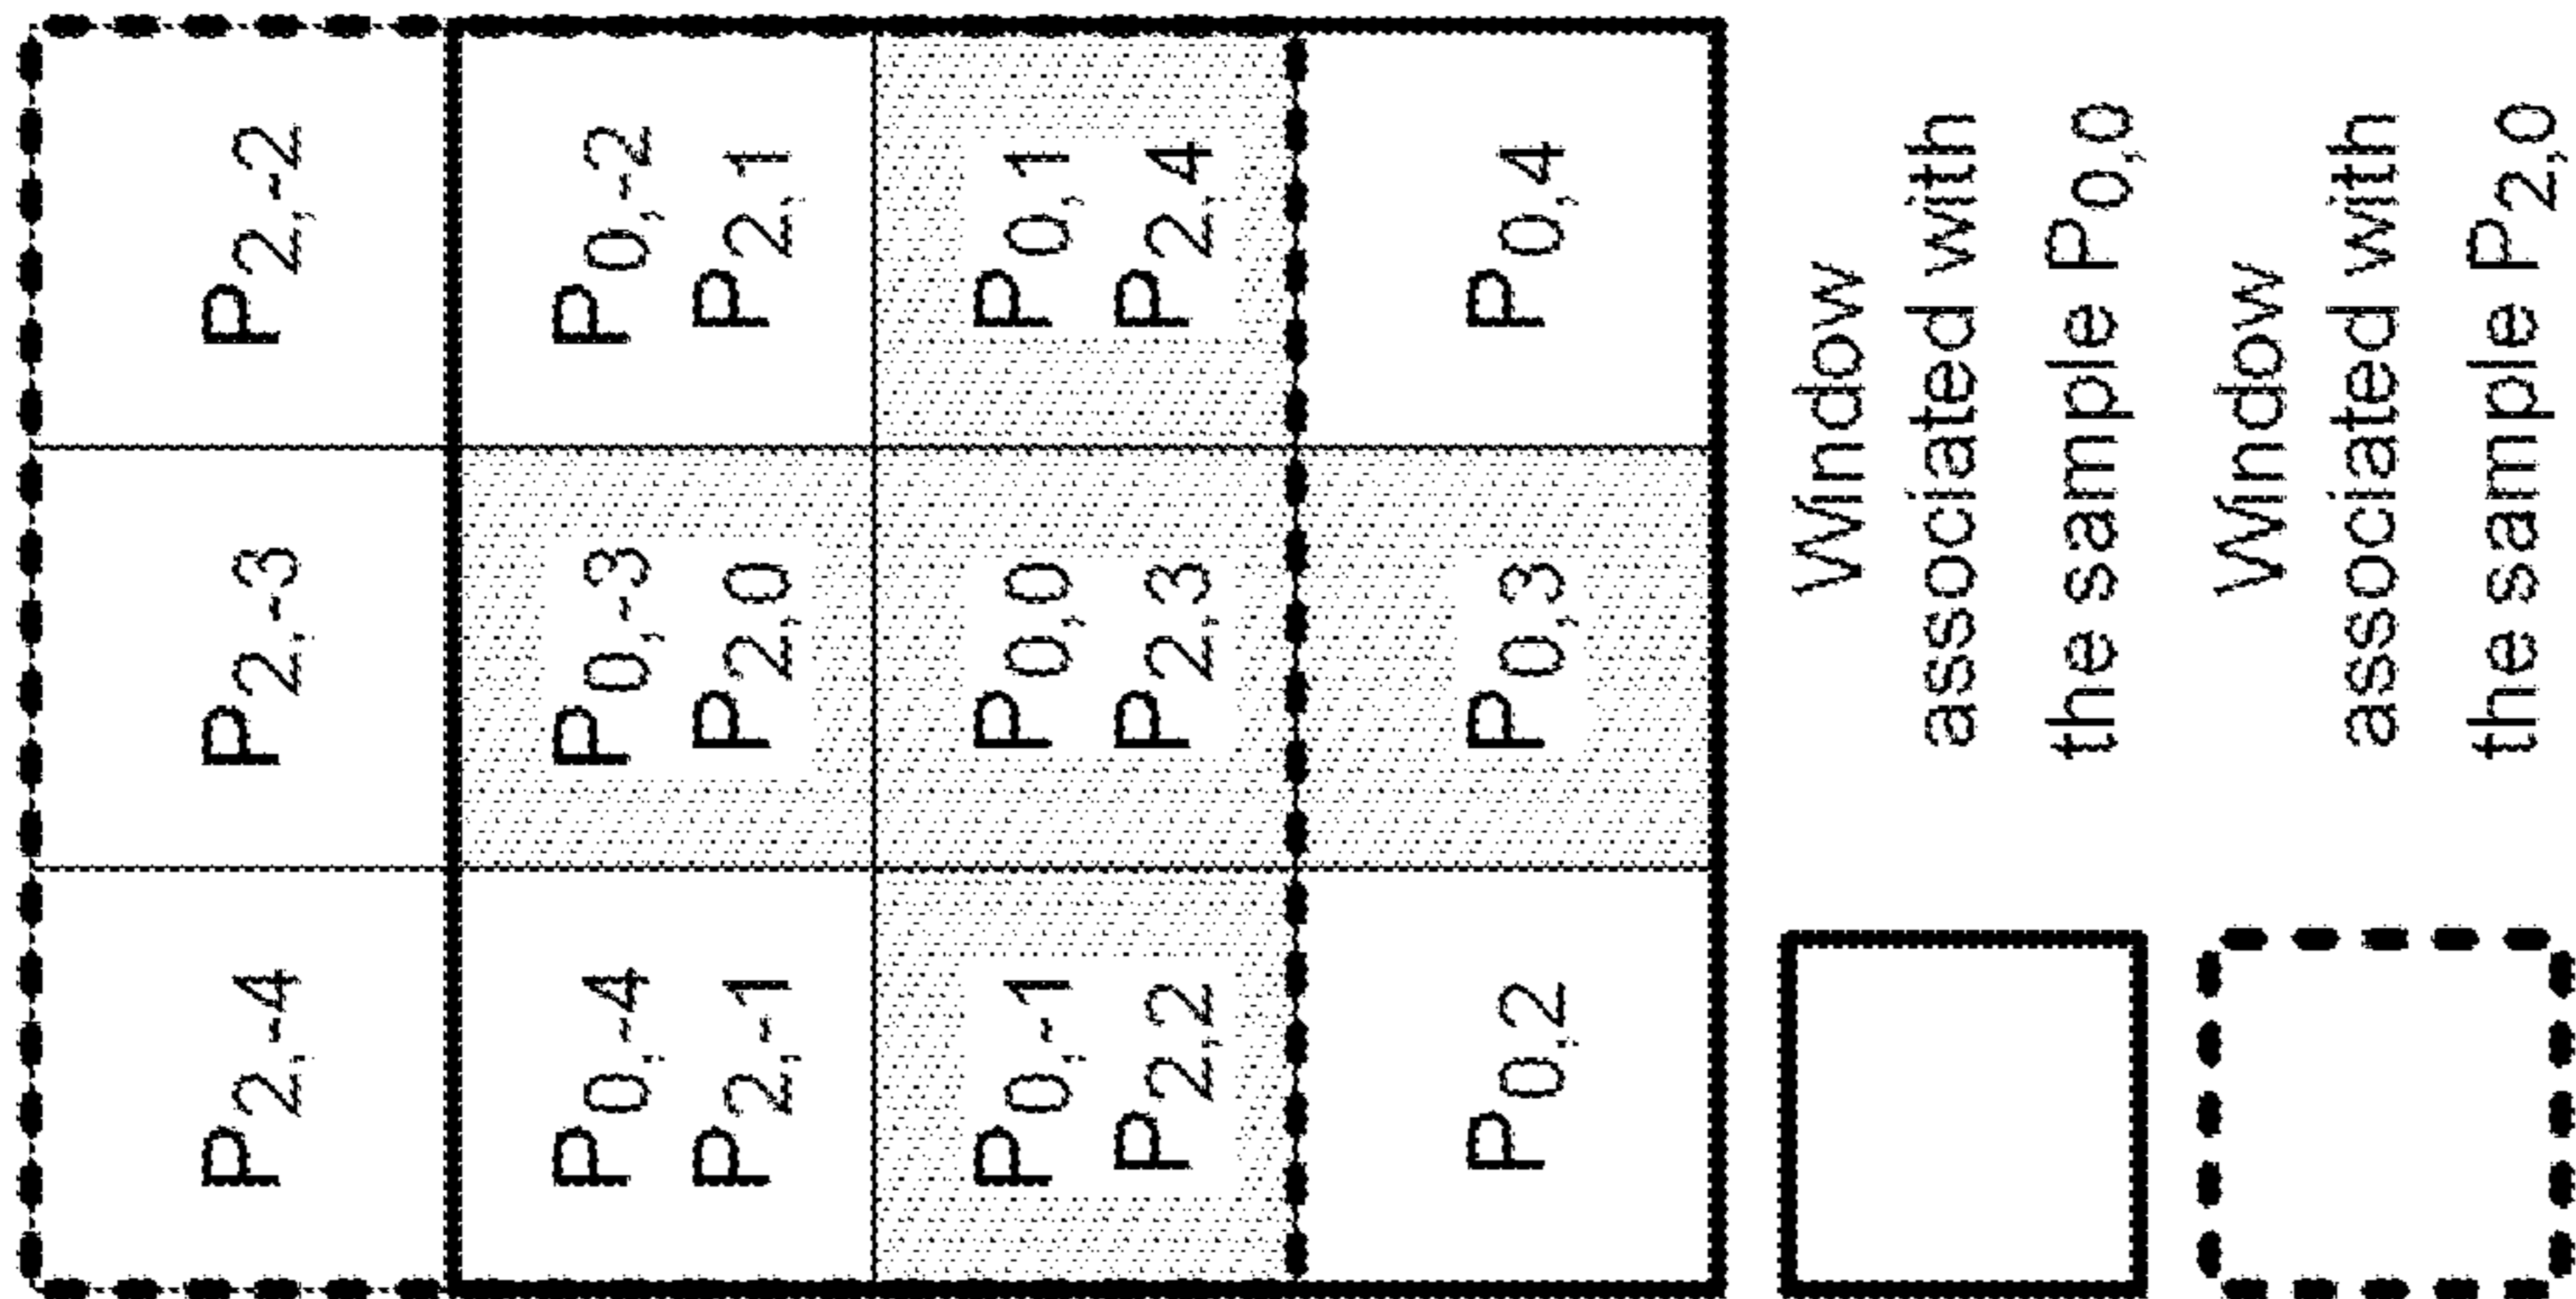 P2,-4
P2,-3
P2,-2
P0,-4
P2,-1
P0,-3
P2,0
P0,-2
P2,1
P0,-1
P2,2
P0,0
P2,3
P0,1
P2,4
P0,2
P0,3
P0,4
Window
associated with
the sample P0,0
Window
associated with
the sample P2,0